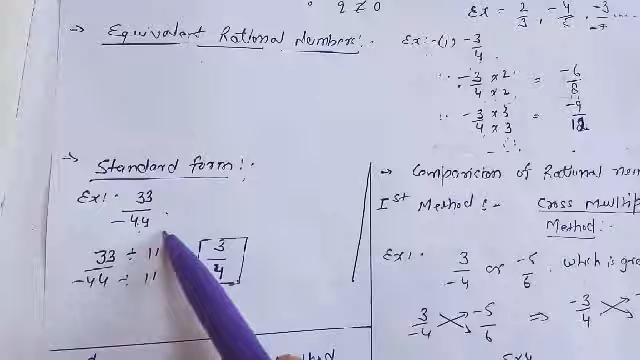 q ≠ 0
Ex - 2/3, -4/5, -3/-7 ....
→ Equivalent Rational Numbers:-
Ex:-(1) -3/4
∴ -3/4 × 2/2 = -6/8
∴ -3/4 × 3/3 = -9/12
→ Standard form:-
Ex:- 33/-44
33 ÷ 11
-44 ÷ 11
3/4
→ Comparision of Rational num
Ist Method:- Cross Multip
Method:-
Ex:- 3/-4 or -5/6 which is gre
3/-4 -5/6 ⇒ -3/4